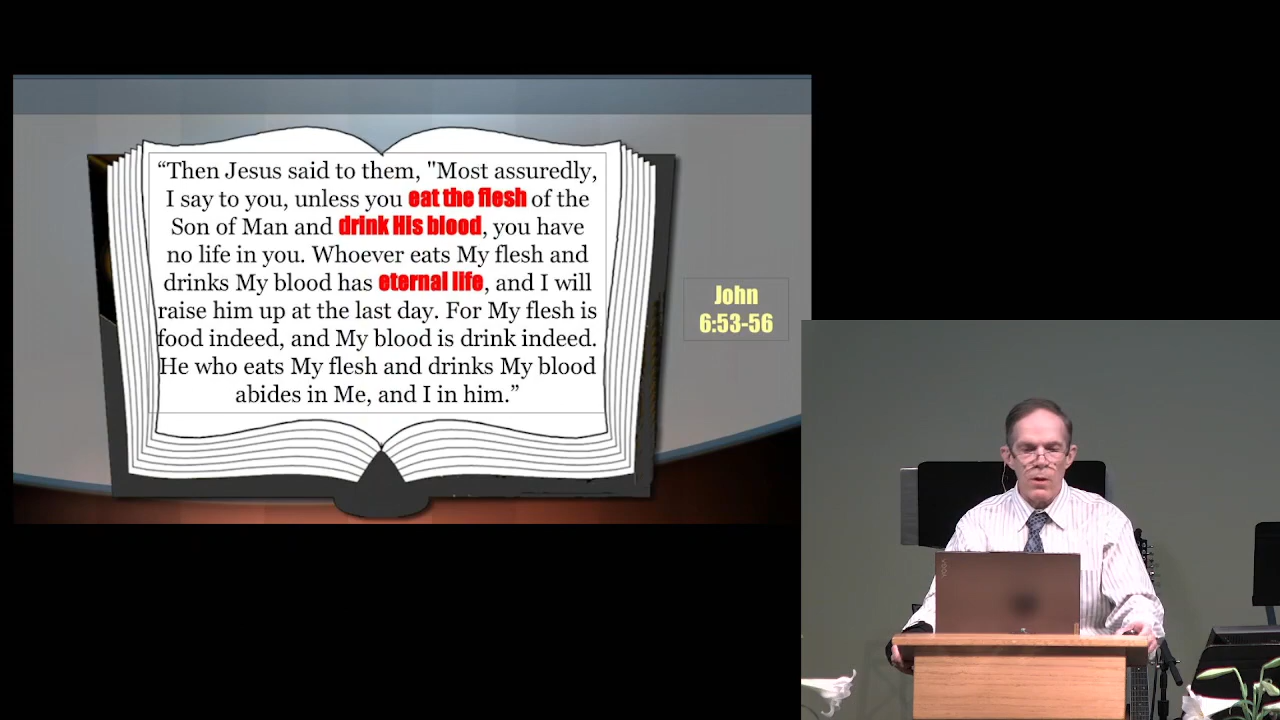 “Then Jesus said to them, "Most assuredly,
I say to you, unless you eat the flesh of the
Son of Man and drink His blood, you have
no life in you. Whoever eats My flesh and
drinks My blood has eternal life, and I will
raise him up at the last day. For My flesh is
food indeed, and My blood is drink indeed.
He who eats My flesh and drinks My blood
abides in Me, and I in him.”
John
6:53-56
YOGA